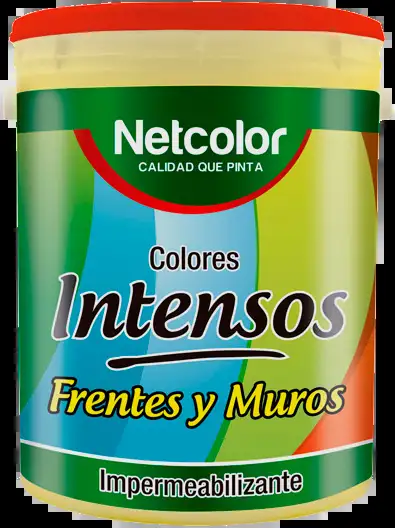 Netcolor
CALIDAD QUE PINTA
Colores
Intensos
Frentes y Muros
Impermeabilizante